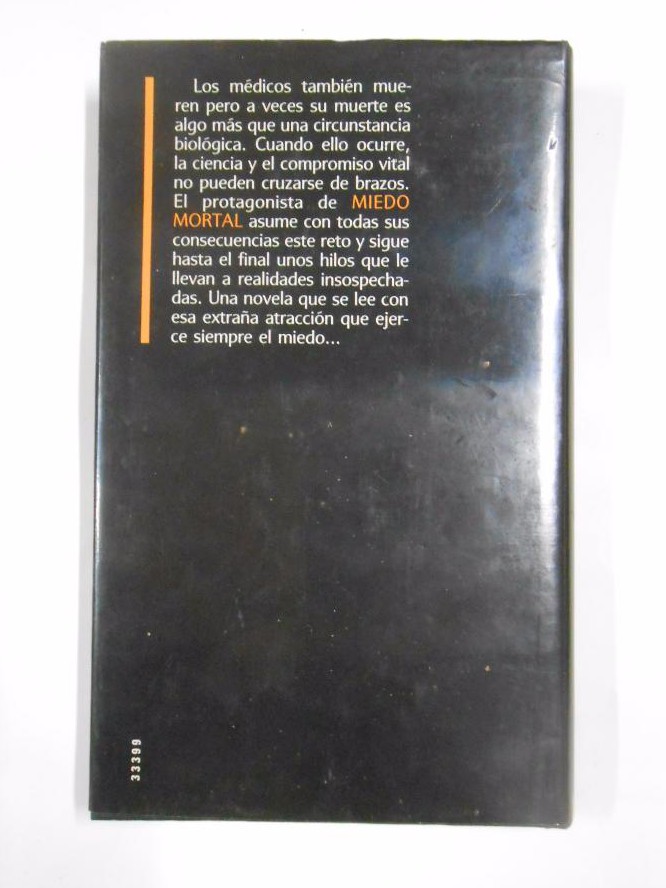 Los médicos también mue-
ren pero a veces su muerte es
algo más que una circunstancia
biológica. Cuando ello ocurre,
la ciencia y el compromiso vital
no pueden cruzarse de brazos.
El protagonista de MIEDO
MORTAL asume con todas sus
consecuencias este reto y sigue
hasta el final unos hilos que le
llevan a realidades insospecha-
das. Una novela que se lee con
esa extraña atracción que ejer-
ce siempre el miedo...
33399